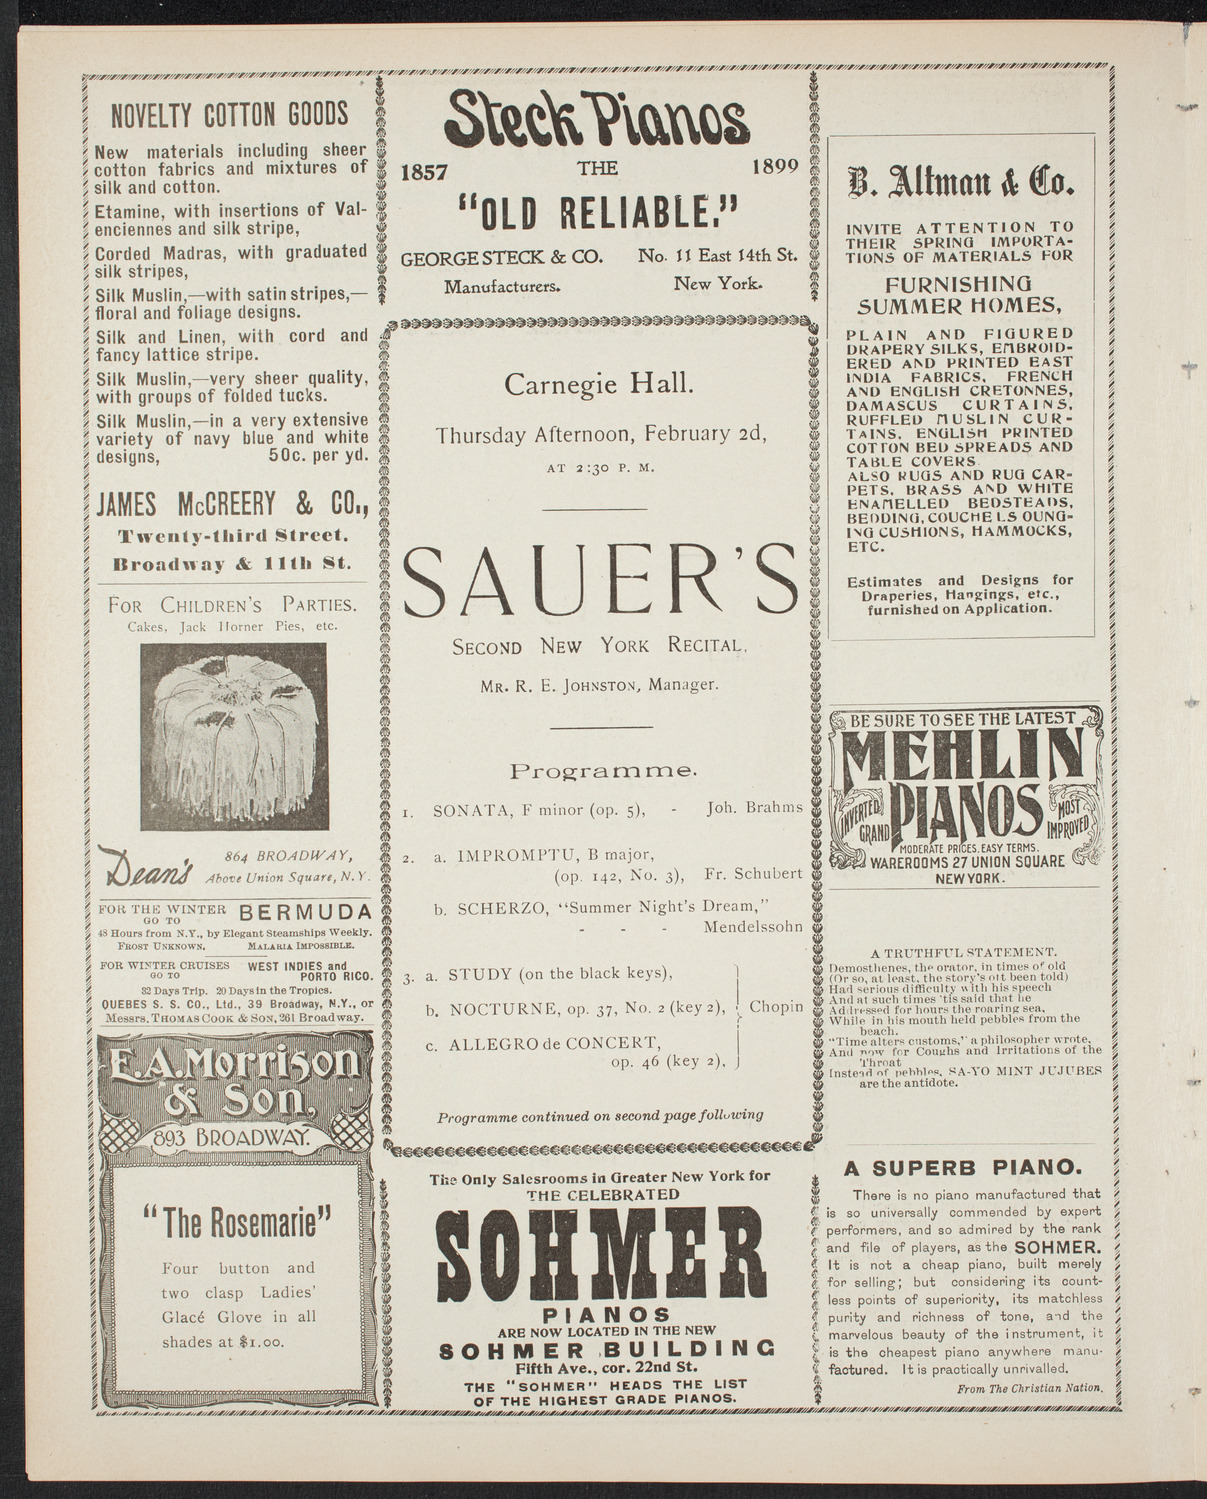 NOVELTY COTTON GOODS
New materials including sheer
cotton fabrics and mixtures of
silk and cotton.
Etamine, with insertions of Val-
enciennes and silk stripe,
Corded Madras, with graduated
silk stripes,
Silk Muslin,—with satin stripes,—
floral and foliage designs.
Silk and Linen, with cord and
fancy lattice stripe.
Silk Muslin,—very sheer quality,
with groups of folded tucks.
Silk Muslin,—in a very extensive
variety of navy blue and white
designs, 50c. per yd.
JAMES McCREERY & CO.,
Twenty-third Street.
Broadway & 11th St.
FOR CHILDREN'S PARTIES.
Cakes, Jack Horner Pies, etc.
Dean's
864 BROADWAY,
Above Union Square, N. Y.
FOR THE WINTER
GO TO
BERMUDA
48 Hours from N.Y., by Elegant Steamships Weekly.
FROST UNKNOWN. MALARIA IMPOSSIBLE.
FOR WINTER CRUISES
GO TO
WEST INDIES and
PORTO RICO.
32 Days Trip. 20 Days in the Tropics.
QUEBES S. S. CO., Ltd., 39 Broadway, N.Y., or
Messrs. THOMAS COOK & SON, 261 Broadway.
E.A. Morrison
& Son,
893 BROADWAY.
"The Rosemarie"
Four button and
two clasp Ladies'
Glacé Glove in all
shades at $1.00.
Steck Pianos
1857 THE 1899
"OLD RELIABLE."
GEORGE STECK & CO. No. 11 East 14th St.
Manufacturers. New York.
Carnegie Hall.
Thursday Afternoon, February 2d,
AT 2:30 P. M.
SAUER'S
SECOND NEW YORK RECITAL,
MR. R. E. JOHNSTON, Manager.
Programme.
1. SONATA, F minor (op. 5), - Joh. Brahms
2. a. IMPROMPTU, B major,
(op. 142, No. 3), Fr. Schubert
b. SCHERZO, "Summer Night's Dream,"
- - - Mendelssohn
3. a. STUDY (on the black keys),
b. NOCTURNE, op. 37, No. 2 (key 2), Chopin
c. ALLEGRO de CONCERT,
op. 46 (key 2),
Programme continued on second page following
The Only Salesrooms in Greater New York for
THE CELEBRATED
SOHMER
PIANOS
ARE NOW LOCATED IN THE NEW
SOHMER BUILDING
Fifth Ave., cor. 22nd St.
THE "SOHMER" HEADS THE LIST
OF THE HIGHEST GRADE PIANOS.
B. Altman & Co.
INVITE ATTENTION TO
THEIR SPRING IMPORTA-
TIONS OF MATERIALS FOR
FURNISHING
SUMMER HOMES,
PLAIN AND FIGURED
DRAPERY SILKS, EMBROID-
ERED AND PRINTED EAST
INDIA FABRICS, FRENCH
AND ENGLISH CRETONNES,
DAMASCUS CURTAINS,
RUFFLED MUSLIN CUR-
TAINS, ENGLISH PRINTED
COTTON BED SPREADS AND
TABLE COVERS
ALSO RUGS AND RUG CAR-
PETS, BRASS AND WHITE
ENAMELLED BEDSTEADS,
BEDDING, COUCHE LS OUNG-
ING CUSHIONS, HAMMOCKS,
ETC.
Estimates and Designs for
Draperies, Hangings, etc.,
furnished on Application.
BE SURE TO SEE THE LATEST
MEHLIN
PIANOS
INVERTED
GRAND
MOST
IMPROVED
MODERATE PRICES. EASY TERMS.
WAREROOMS 27 UNION SQUARE
NEW YORK.
A TRUTHFUL STATEMENT.
Demosthenes, the orator, in times of old
(Or so, at least, the story's oft been told)
Had serious difficulty with his speech
And at such times 'tis said that he
Addressed for hours the roaring sea,
While in his mouth held pebbles from the
beach.
"Time alters customs," a philosopher wrote,
And now for Coughs and Irritations of the
Throat
Instead of pebbles, SA-YO MINT JUJUBES
are the antidote.
A SUPERB PIANO.
There is no piano manufactured that
is so universally commended by expert
performers, and so admired by the rank
and file of players, as the SOHMER.
It is not a cheap piano, built merely
for selling; but considering its count-
less points of superiority, its matchless
purity and richness of tone, and the
marvelous beauty of the instrument, it
is the cheapest piano anywhere manu-
factured. It is practically unrivalled.
From The Christian Nation.